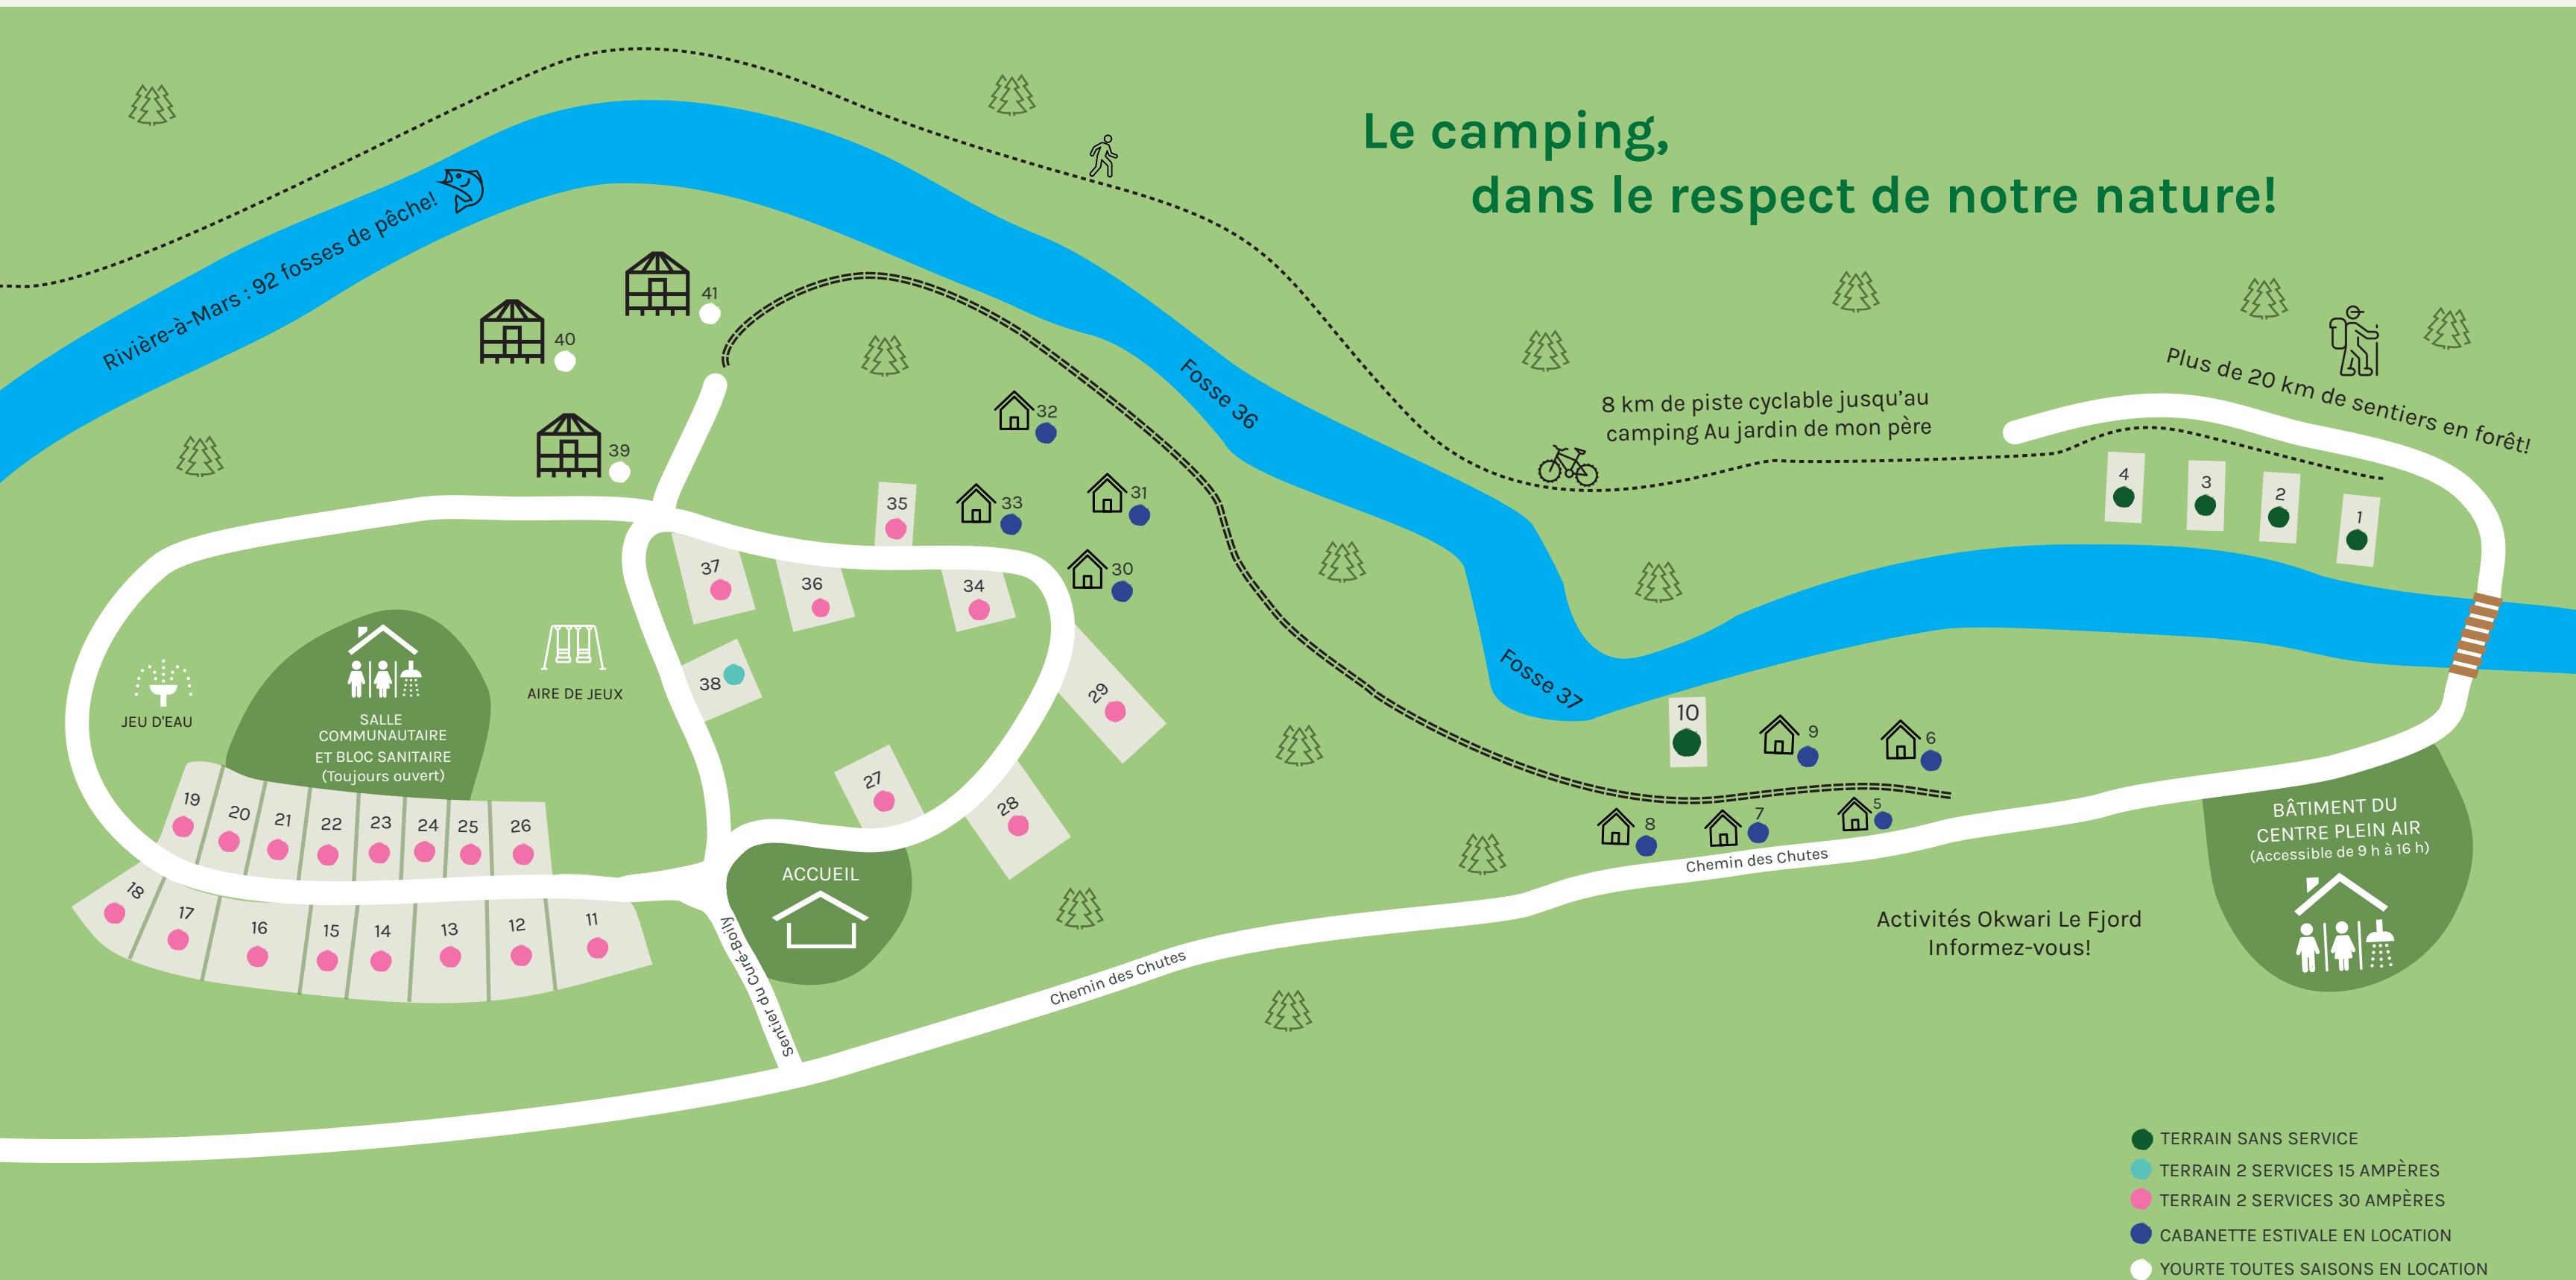 Le camping,
dans le respect de notre nature!
Rivière-à-Mars : 92 fosses de pêche!
41
40
39
Fosse 36
8 km de piste cyclable jusqu'au
camping Au jardin de mon père
Plus de 20 km de sentiers en forêt!
4
3
2
1
32
33
31
30
35
37
36
34
38
29
27
28
JEU D'EAU
SALLE
COMMUNAUTAIRE
ET BLOC SANITAIRE
(Toujours ouvert)
AIRE DE JEUX
Fosse 37
10
9
6
8
7
5
19
20
21
22
23
24
25
26
18
17
16
15
14
13
12
11
ACCUEIL
Sentier du Curé-Boily
Chemin des Chutes
Chemin des Chutes
BÂTIMENT DU
CENTRE PLEIN AIR
(Accessible de 9 h à 16 h)
Activités Okwari Le Fjord
Informez-vous!
TERRAIN SANS SERVICE
TERRAIN 2 SERVICES 15 AMPÈRES
TERRAIN 2 SERVICES 30 AMPÈRES
CABANETTE ESTIVALE EN LOCATION
YOURTE TOUTES SAISONS EN LOCATION